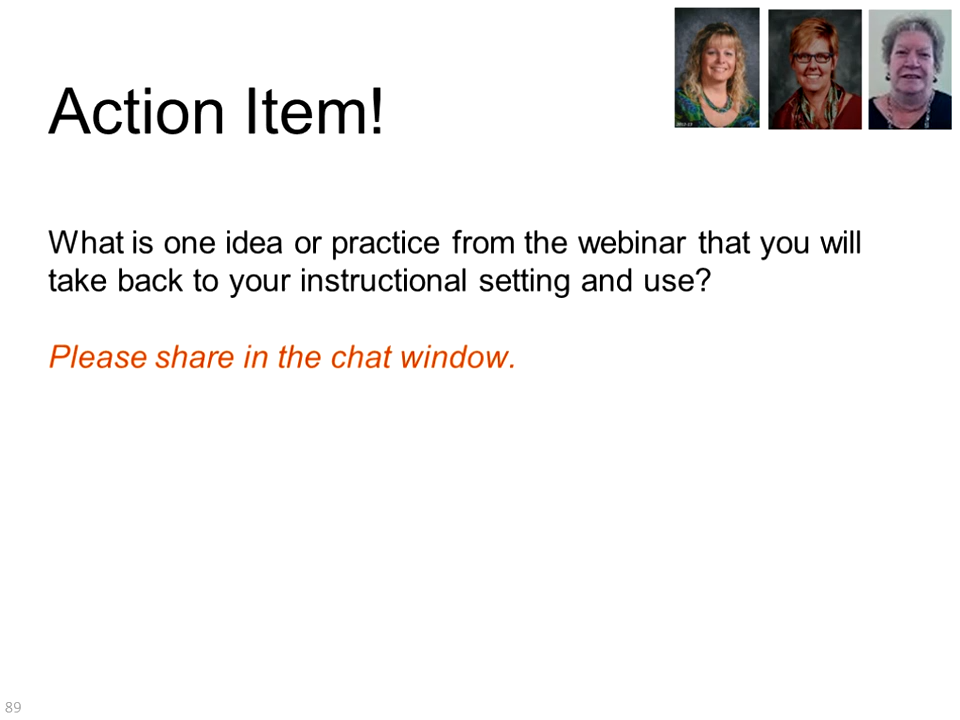 Action Item!
What is one idea or practice from the webinar that you will
take back to your instructional setting and use?
Please share in the chat window.
89